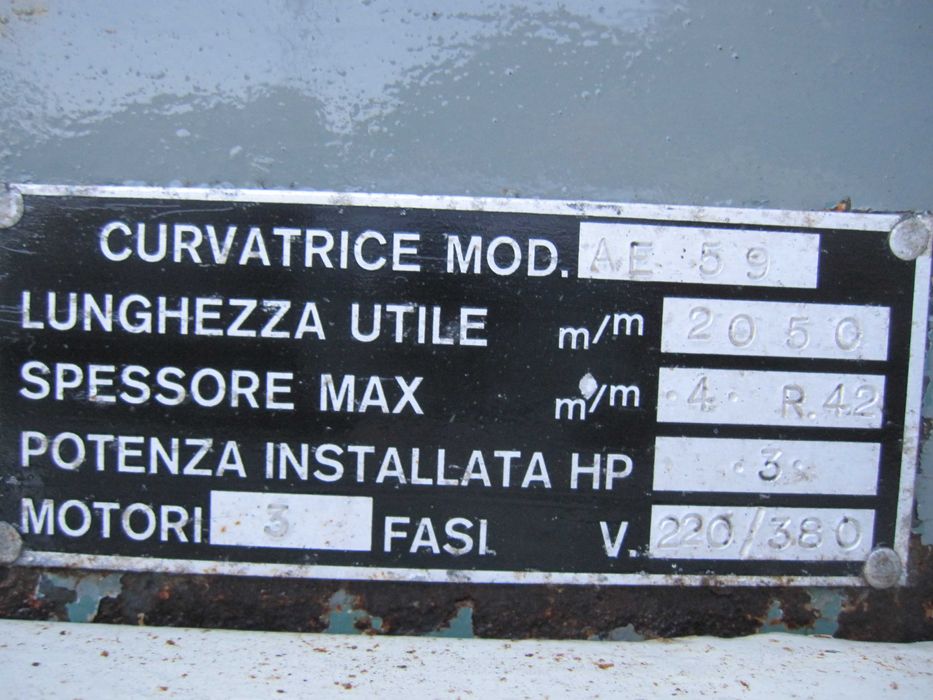 CURVATRICE MOD. AE 59
LUNGHEZZA UTILE m/m 2050
SPESSORE MAX m/m ·4· R.42
POTENZA INSTALLATA HP ·3·
MOTORI 3 FASI V. 220/380